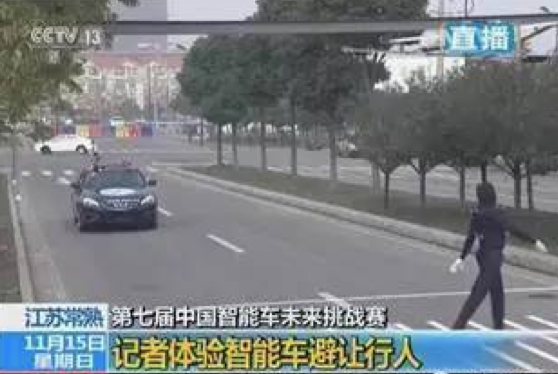 CCTV 13
直播
江苏常熟
第七届中国智能车未来挑战赛
11月15日
星期日
记者体验智能车避让行人